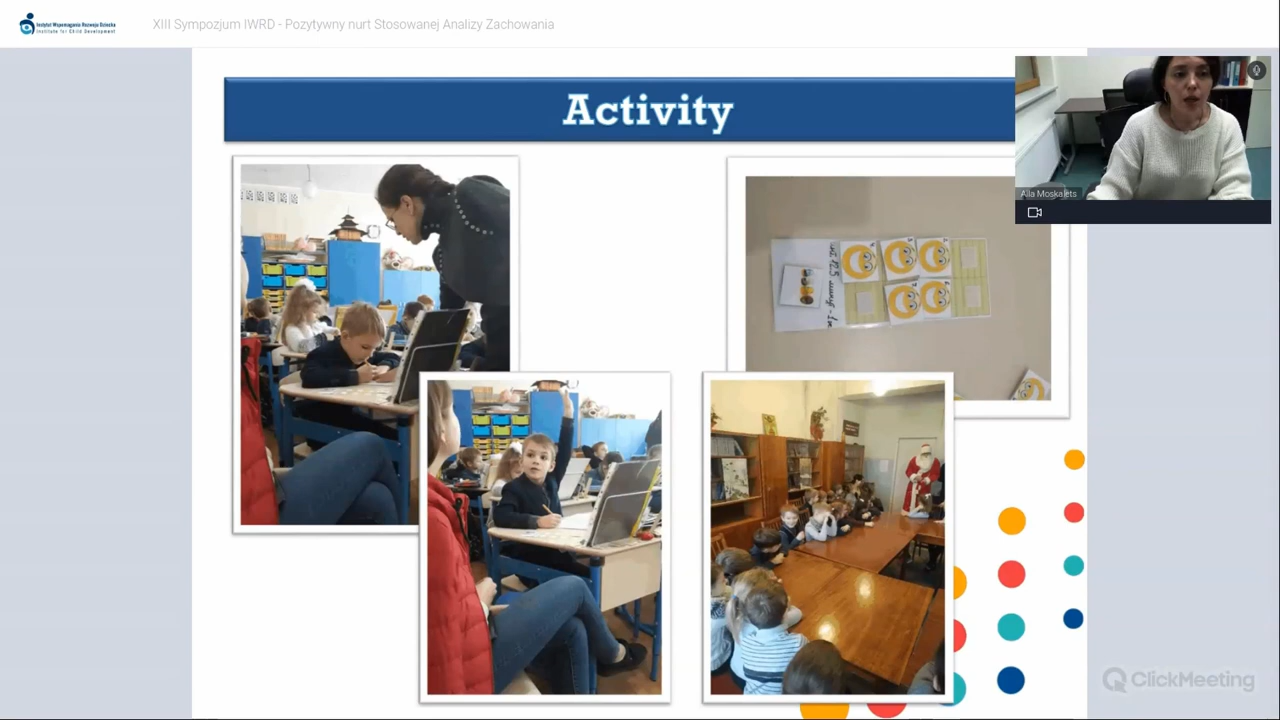 Instytut Wspomagania Rozwoju Dziecka
Institute for Child Development
XIII Sympozjum IWRD - Pozytywny nurt Stosowanej Analizy Zachowania
Activity
Alla Moskalets
ClickMeeting